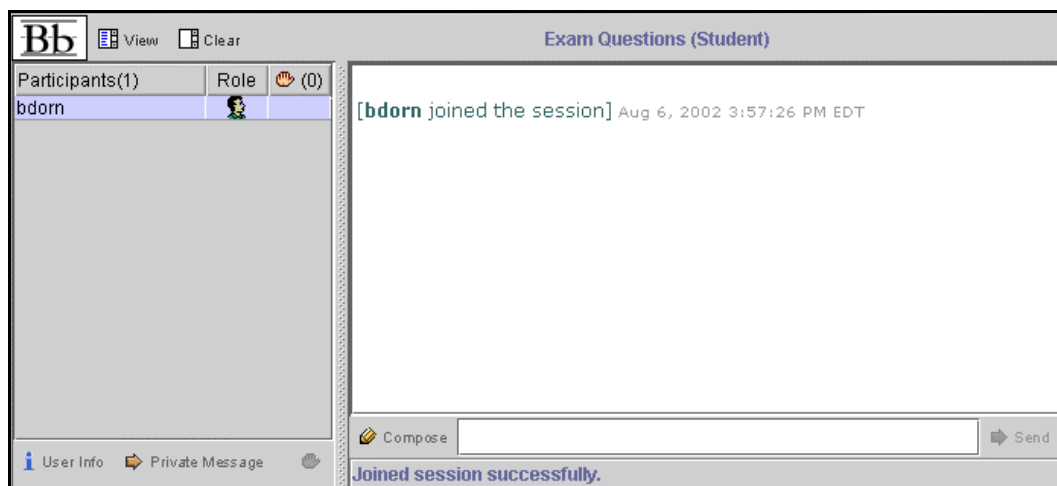 Bb View Clear Exam Questions (Student)
Participants(1) Role (0)
bdorn
[bdorn joined the session] Aug 6, 2002 3:57:26 PM EDT
Compose Send
User Info Private Message
Joined session successfully.